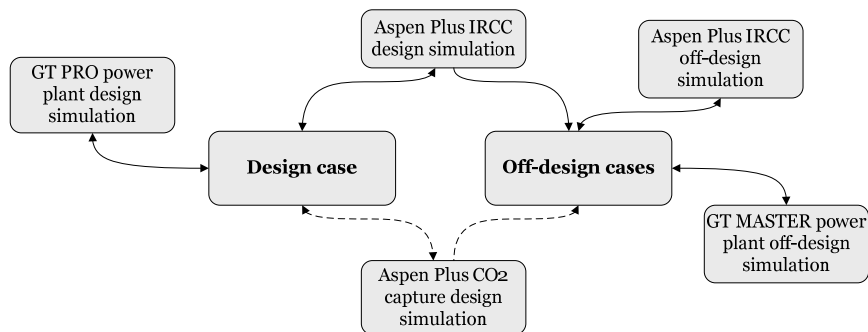 Aspen Plus IRCC
design simulation
Aspen Plus IRCC
off-design
simulation
GT PRO power
plant design
simulation
Design case
Off-design cases
GT MASTER power
plant off-design
simulation
Aspen Plus CO2
capture design
simulation